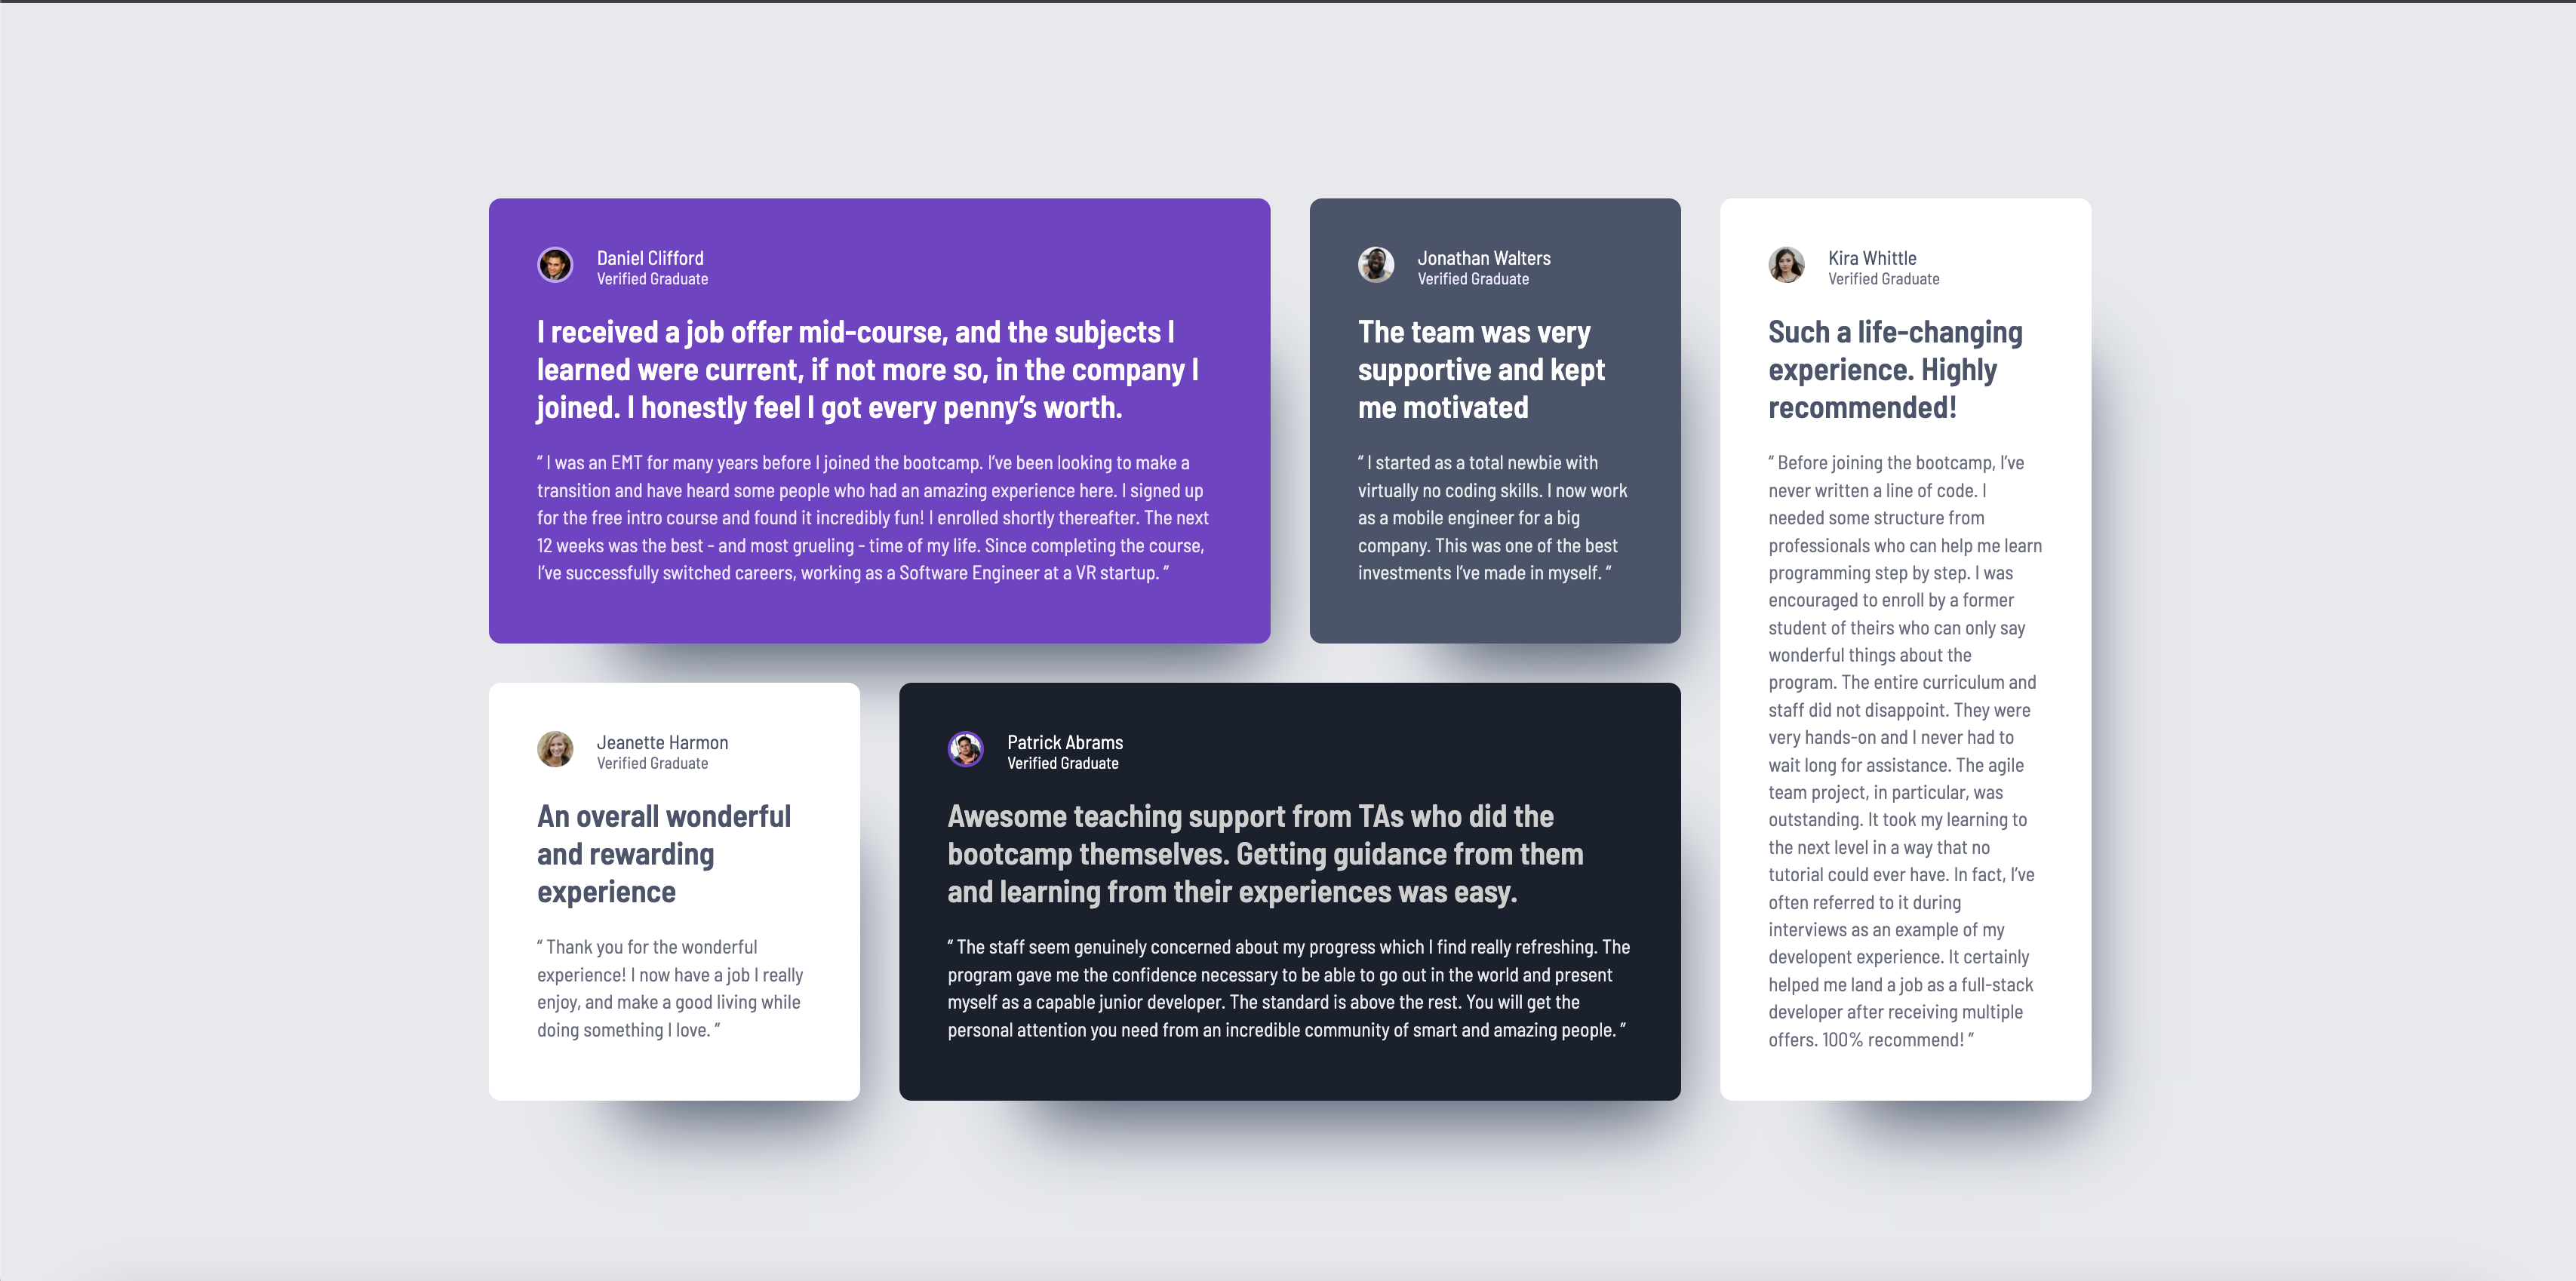 Daniel Clifford
Verified Graduate
I received a job offer mid-course, and the subjects I
learned were current, if not more so, in the company I
joined. I honestly feel I got every penny’s worth.
“ I was an EMT for many years before I joined the bootcamp. I’ve been looking to make a
transition and have heard some people who had an amazing experience here. I signed up
for the free intro course and found it incredibly fun! I enrolled shortly thereafter. The next
12 weeks was the best - and most grueling - time of my life. Since completing the course,
I’ve successfully switched careers, working as a Software Engineer at a VR startup. ”
Jonathan Walters
Verified Graduate
The team was very
supportive and kept
me motivated
“ I started as a total newbie with
virtually no coding skills. I now work
as a mobile engineer for a big
company. This was one of the best
investments I’ve made in myself. ”
Kira Whittle
Verified Graduate
Such a life-changing
experience. Highly
recommended!
“ Before joining the bootcamp, I’ve
never written a line of code. I
needed some structure from
professionals who can help me learn
programming step by step. I was
encouraged to enroll by a former
student of theirs who can only say
wonderful things about the
program. The entire curriculum and
staff did not disappoint. They were
very hands-on and I never had to
wait long for assistance. The agile
team project, in particular, was
outstanding. It took my learning to
the next level in a way that no
tutorial could ever have. In fact, I’ve
often referred to it during
interviews as an example of my
developent experience. It certainly
helped me land a job as a full-stack
developer after receiving multiple
offers. 100% recommend! ”
Jeanette Harmon
Verified Graduate
An overall wonderful
and rewarding
experience
“ Thank you for the wonderful
experience! I now have a job I really
enjoy, and make a good living while
doing something I love. ”
Patrick Abrams
Verified Graduate
Awesome teaching support from TAs who did the
bootcamp themselves. Getting guidance from them
and learning from their experiences was easy.
“ The staff seem genuinely concerned about my progress which I find really refreshing. The
program gave me the confidence necessary to be able to go out in the world and present
myself as a capable junior developer. The standard is above the rest. You will get the
personal attention you need from an incredible community of smart and amazing people. ”